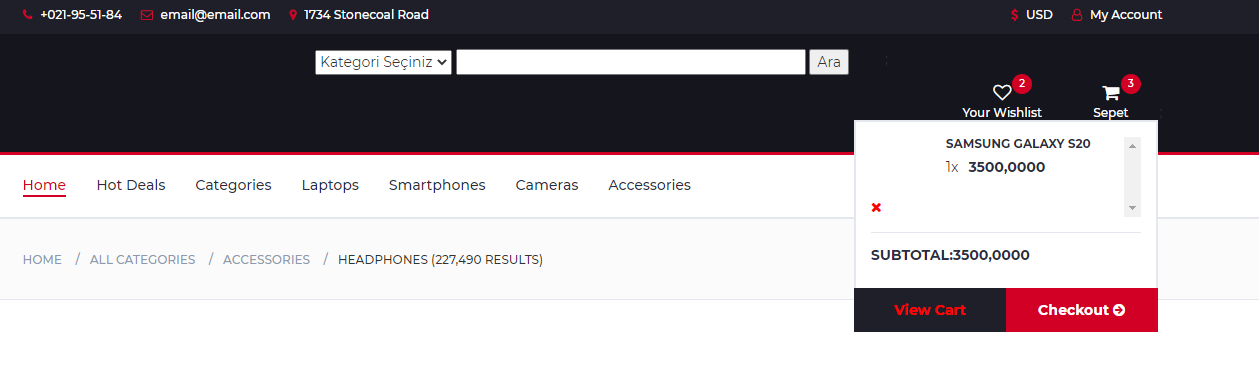 +021-95-51-84 email@email.com 1734 Stonecoal Road $ USD My Account
Kategori Seçiniz Ara
2 3
Your Wishlist Sepet
SAMSUNG GALAXY S20
1x 3500,0000
Home Hot Deals Categories Laptops Smartphones Cameras Accessories
SUBTOTAL:3500,0000
HOME / ALL CATEGORIES / ACCESSORIES / HEADPHONES (227,490 RESULTS)
View Cart Checkout